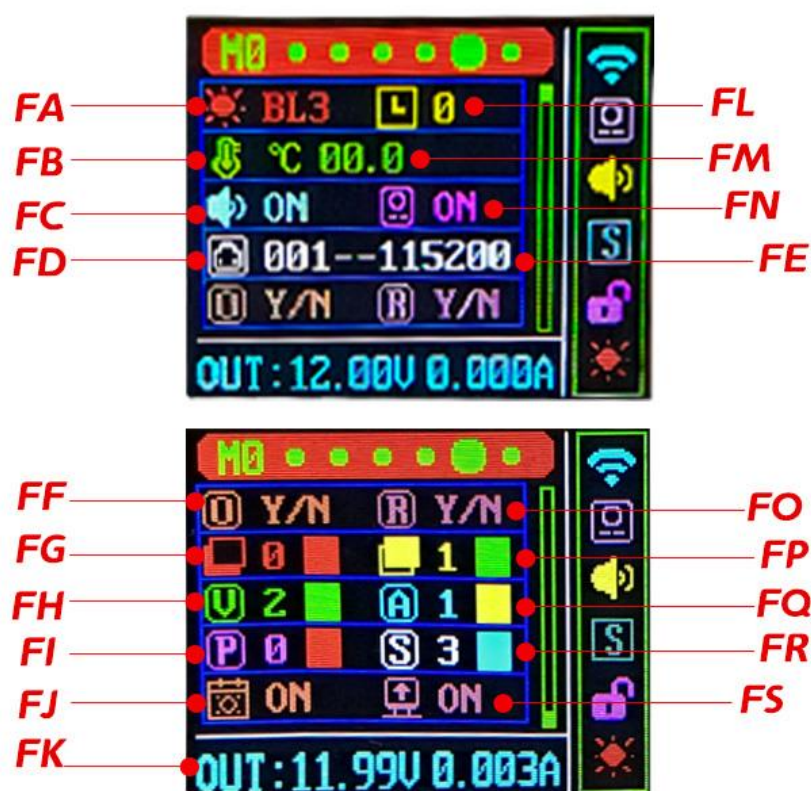 M0
FA BL3 0 FL
FB °C 00.0 FM
FC ON ON FN
FD 001--115200 FE
O Y/N R Y/N
S
OUT:12.00V 0.000A
M0
FF O Y/N R Y/N FO
FG 0 1 FP
FH V 2 A 1 FQ
FI P 0 S 3 FR
S
FJ ON ON FS
FK OUT:11.99V 0.003A